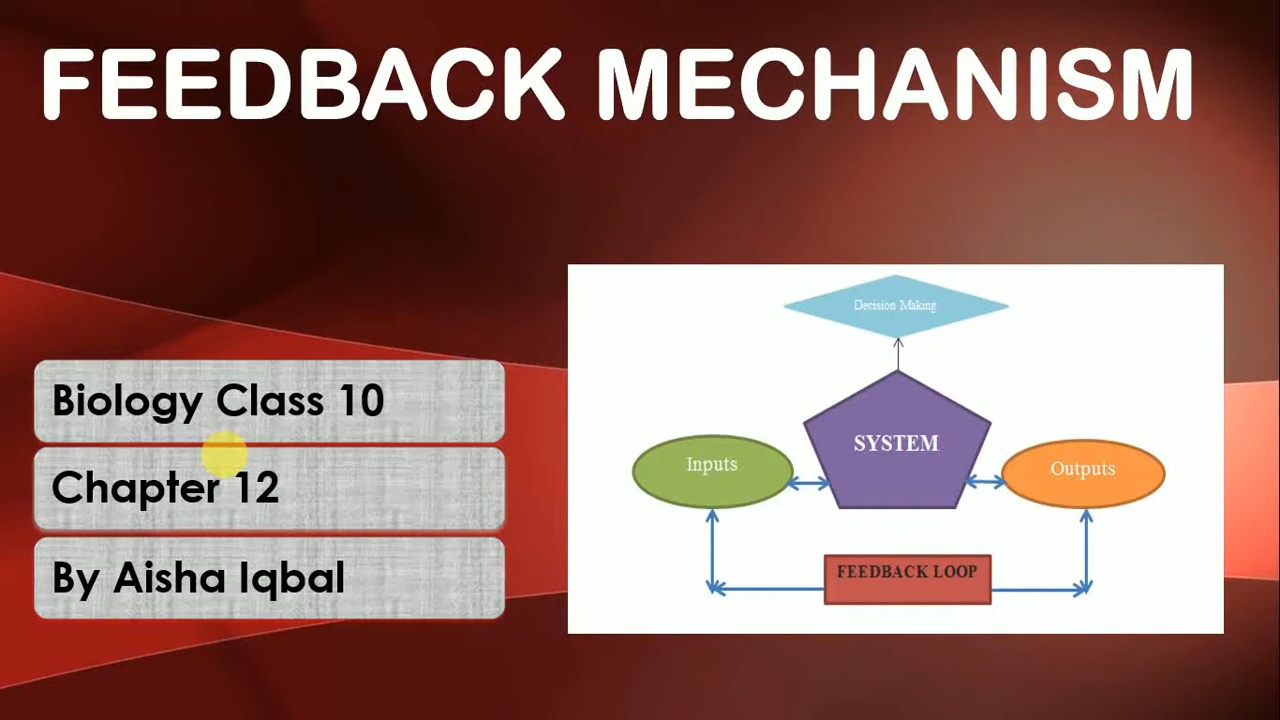 FEEDBACK MECHANISM
Biology Class 10
Chapter 12
By Aisha Iqbal
Decision Making
SYSTEM
Inputs
Outputs
FEEDBACK LOOP